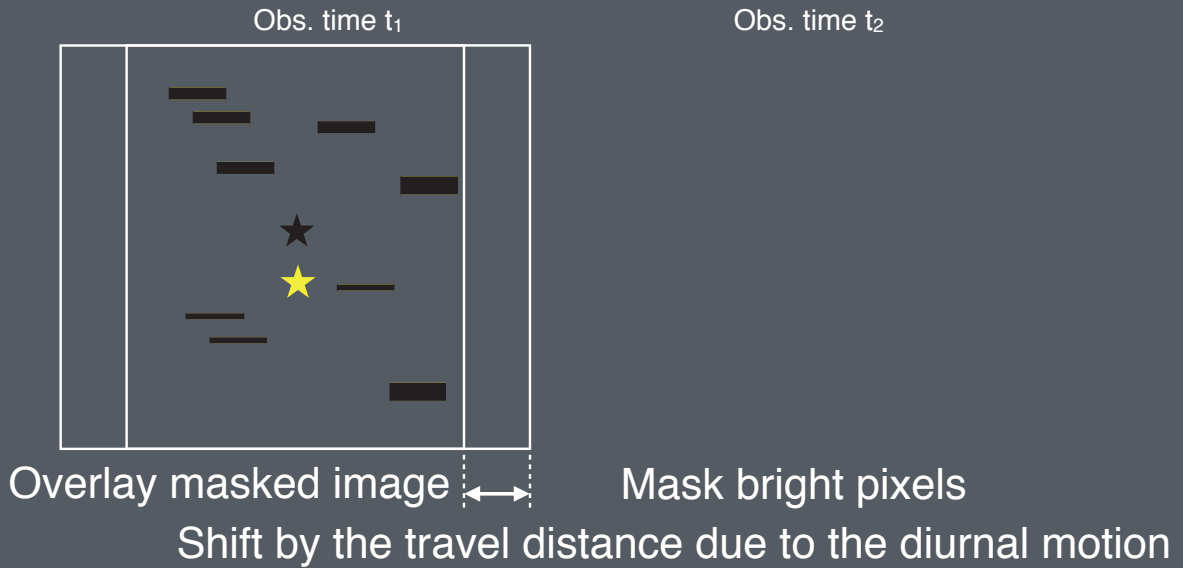 Obs. time t₁
Obs. time t₂
Overlay masked image
Mask bright pixels
Shift by the travel distance due to the diurnal motion